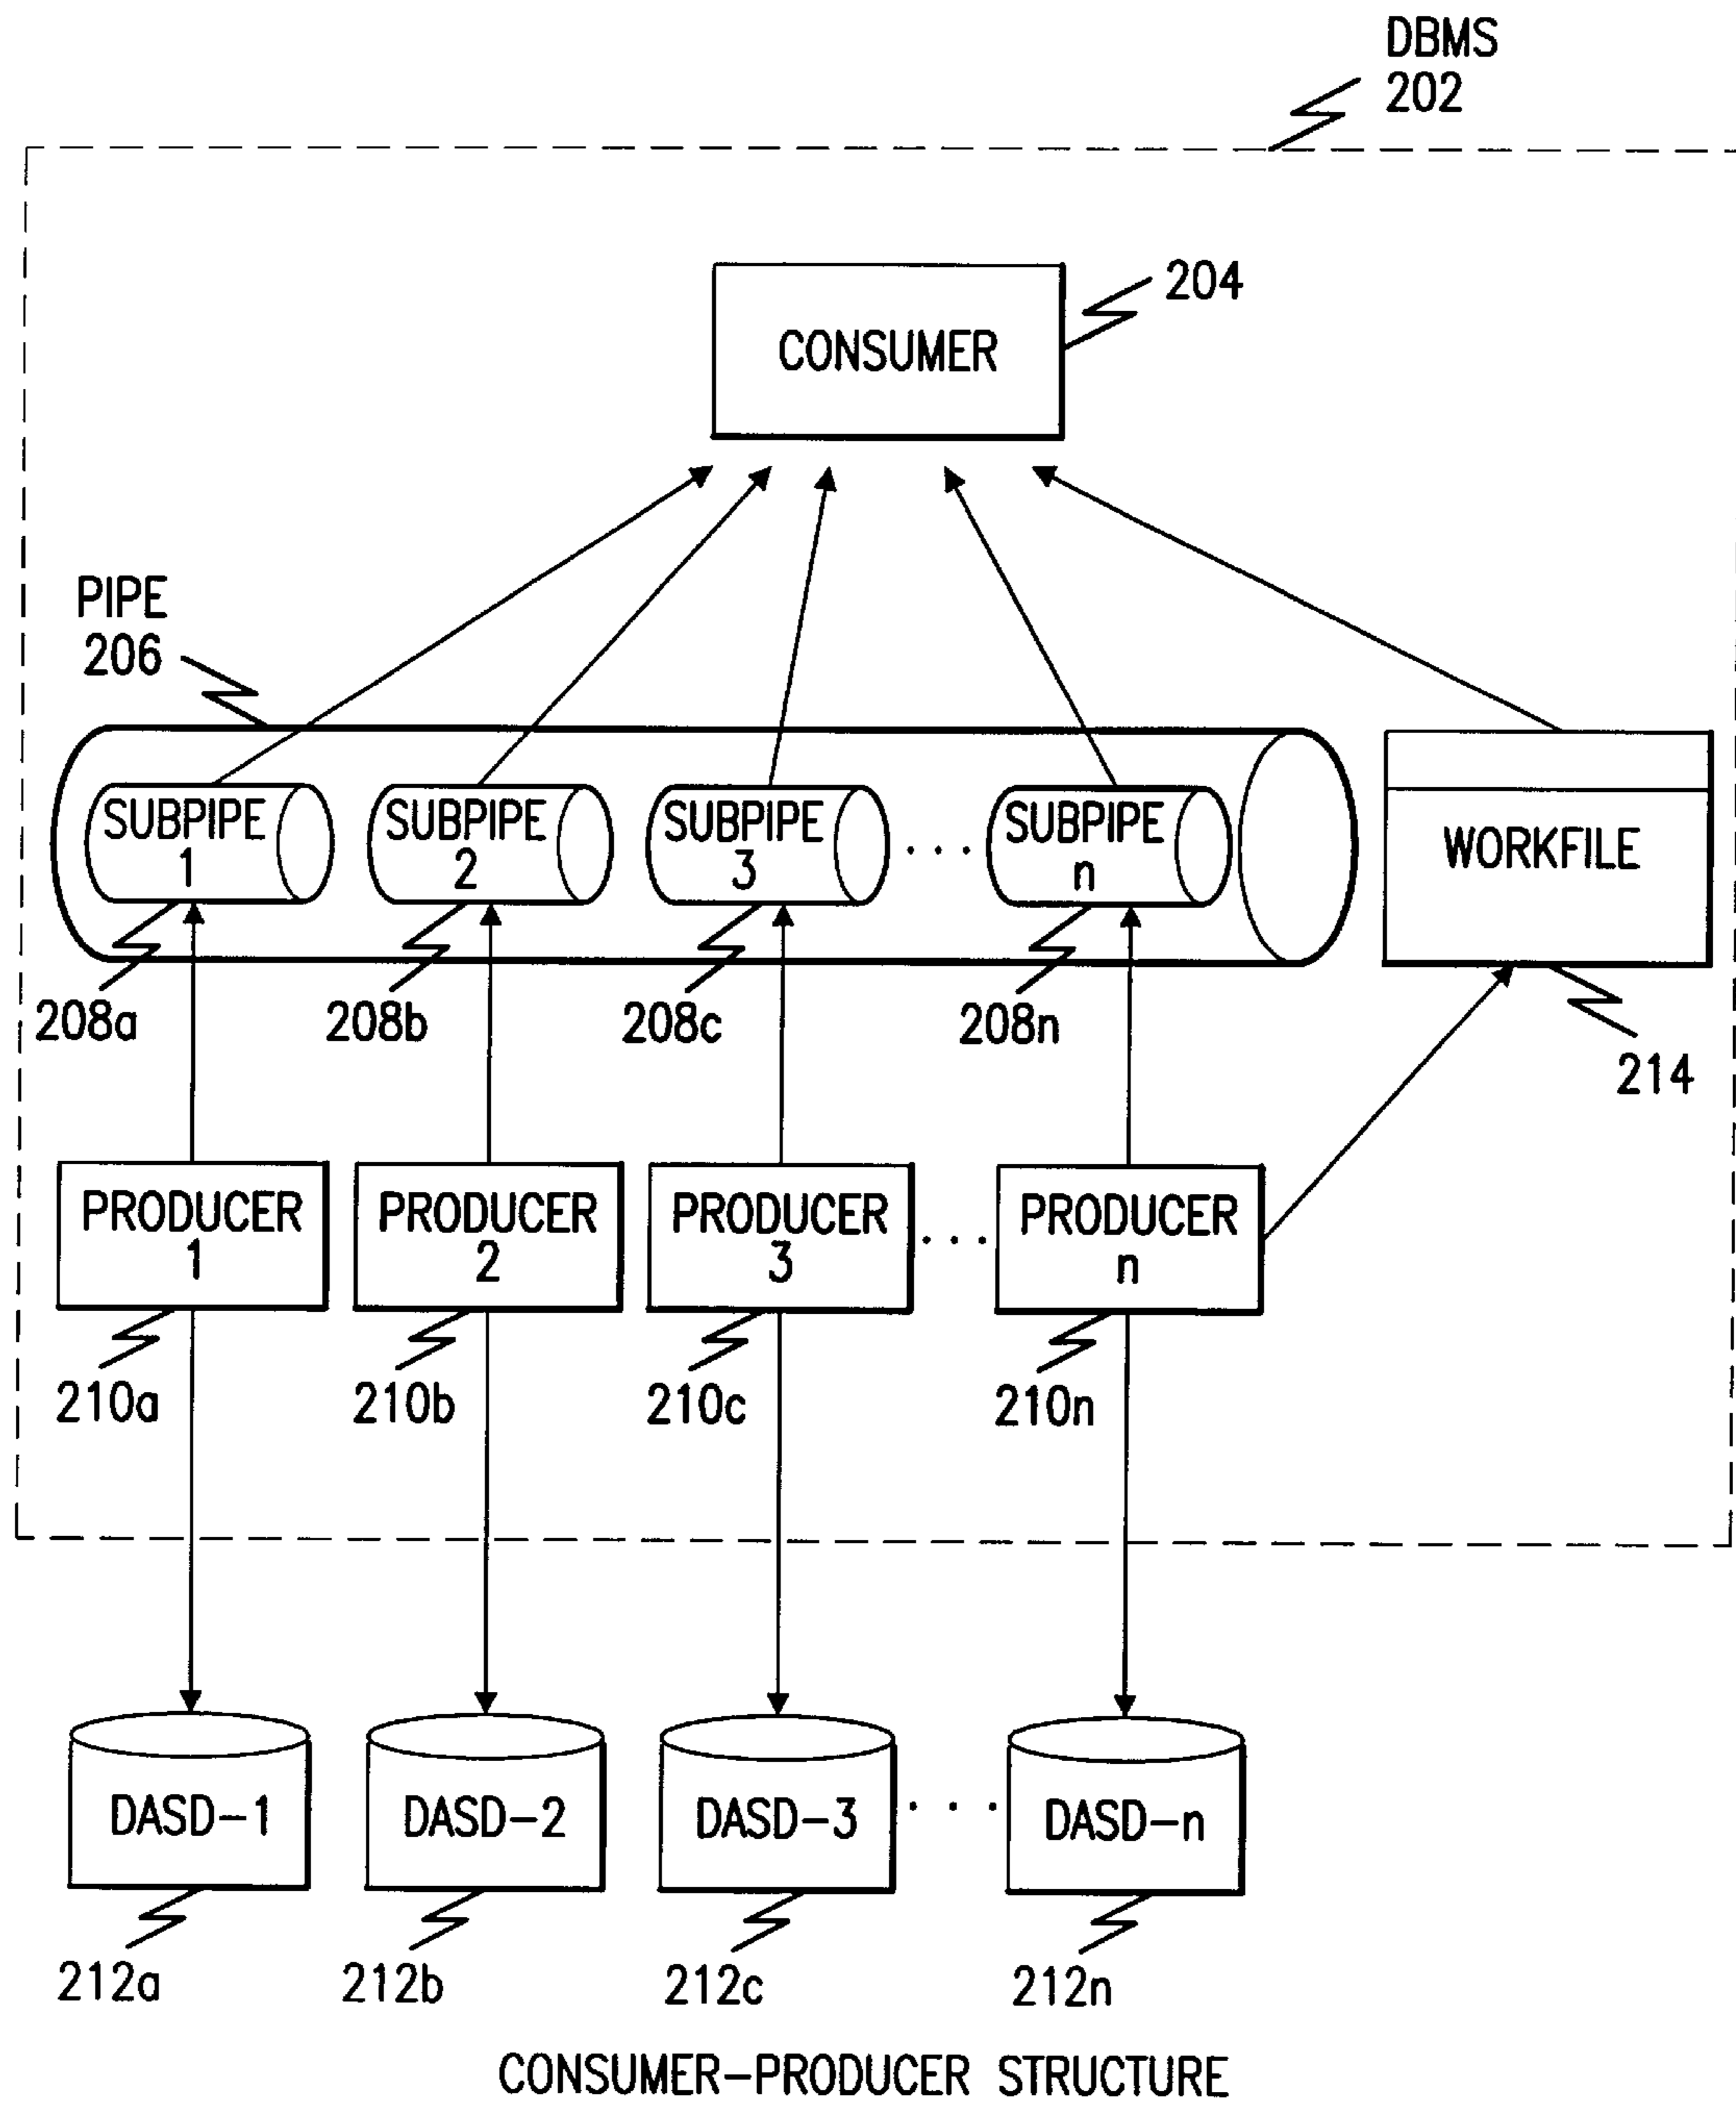 DBMS
202
CONSUMER
204
PIPE
206
SUBPIPE
1
SUBPIPE
2
SUBPIPE
3
. . .
SUBPIPE
n
WORKFILE
208a
208b
208c
208n
214
PRODUCER
1
PRODUCER
2
PRODUCER
3
. . .
PRODUCER
n
210a
210b
210c
210n
DASD-1
DASD-2
DASD-3
. . .
DASD-n
212a
212b
212c
212n
CONSUMER-PRODUCER STRUCTURE